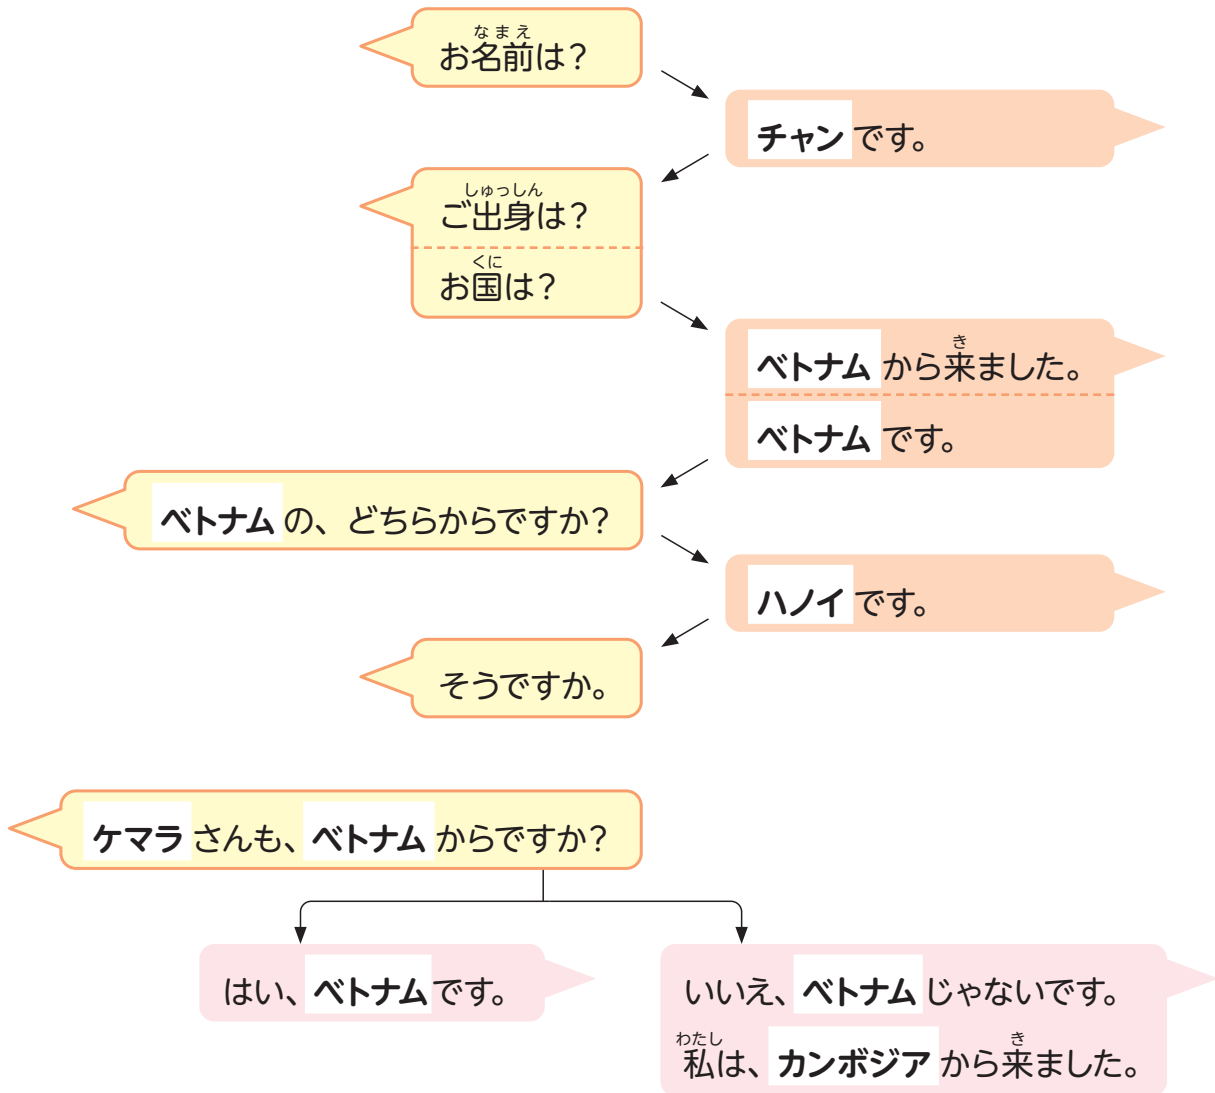 なまえ
お名前は？
チャンです。
しゅっしん
ご出身は？
くに
お国は？
き
ベトナムから来ました。
ベトナムです。
ベトナムの、どちらからですか？
ハノイです。
そうですか。
ケマラさんも、ベトナムからですか？
はい、ベトナムです。
いいえ、ベトナムじゃないです。
わたし き
私は、カンボジアから来ました。